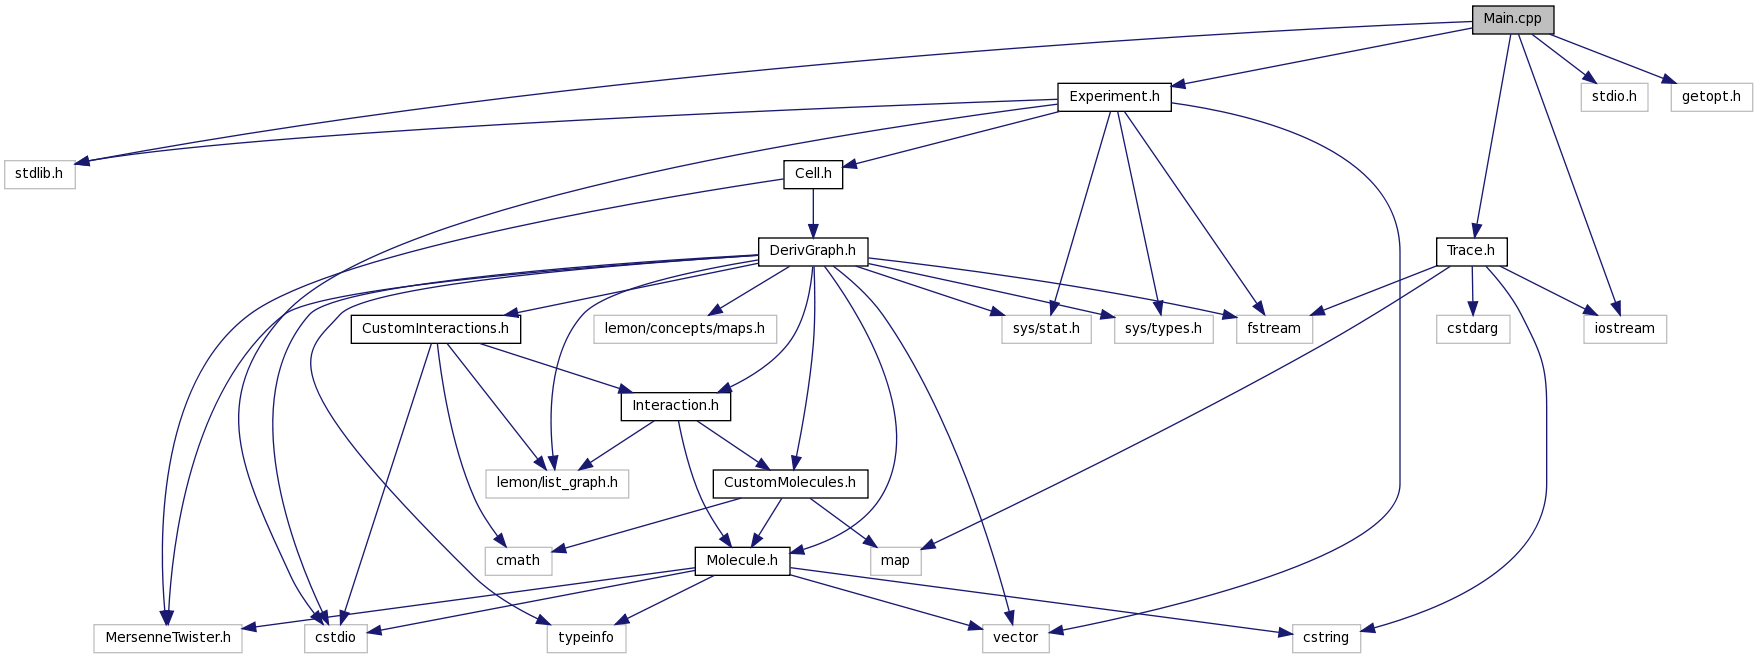 Main.cpp
Experiment.h
stdio.h
getopt.h
stdlib.h
Cell.h
DerivGraph.h
Trace.h
CustomInteractions.h
lemon/concepts/maps.h
sys/stat.h
sys/types.h
fstream
cstdarg
iostream
Interaction.h
lemon/list_graph.h
CustomMolecules.h
cmath
Molecule.h
map
MersenneTwister.h
cstdio
typeinfo
vector
cstring